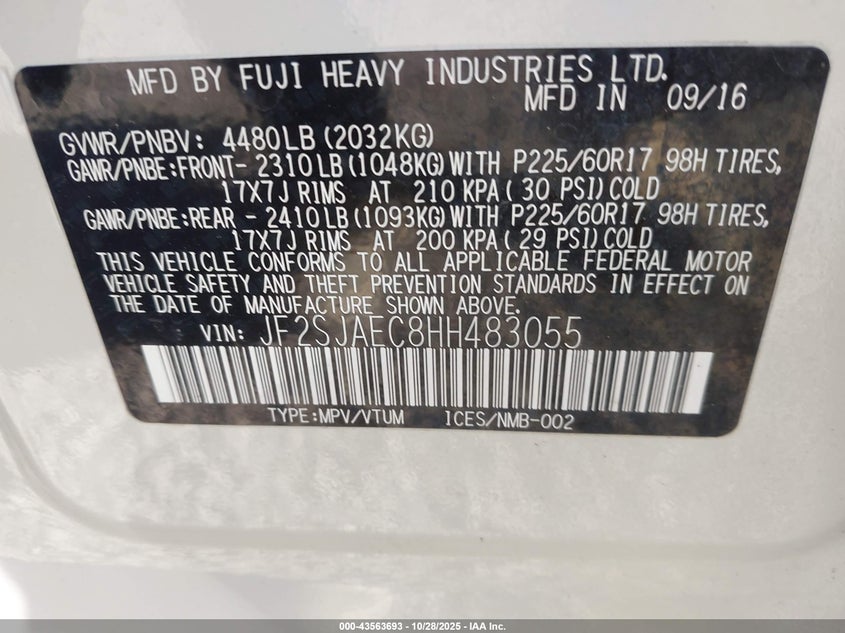 MFD BY FUJI HEAVY INDUSTRIES LTD.
MFD IN 09/16
GVWR/PNBV: 4480LB (2032KG)
GAWR/PNBE:FRONT- 2310LB (1048KG) WITH P225/60R17 98H TIRES,
17X7J RIMS AT 210 KPA ( 30 PSI) COLD
GAWR/PNBE:REAR - 2410LB (1093KG) WITH P225/60R17 98H TIRES,
17X7J RIMS AT 200 KPA ( 29 PSI) COLD
THIS VEHICLE CONFORMS TO ALL APPLICABLE FEDERAL MOTOR
VEHICLE SAFETY AND THEFT PREVENTION STANDARDS IN EFFECT ON
THE DATE OF MANUFACTURE SHOWN ABOVE.
VIN: JF2SJAEC8HH483055
TYPE:MPV/VTUM ICES/NMB-002
000-43563693 | 10/28/2025 - IAA Inc.